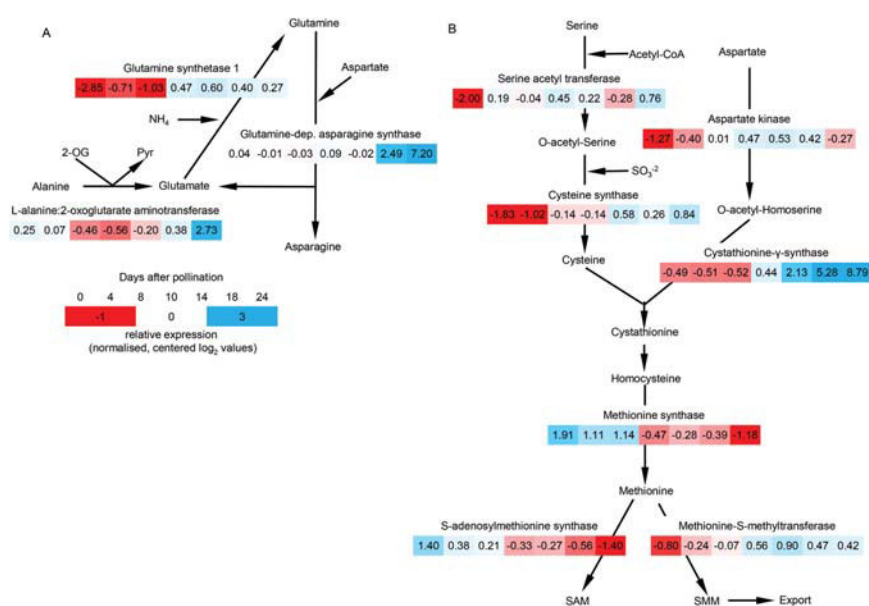 A
Glutamine
Aspartate
Glutamine synthetase 1
-2.85 -0.71 -1.03 0.47 0.60 0.40 0.27
NH4
Glutamine-dep. asparagine synthase
0.04 -0.01 -0.03 0.09 -0.02 2.49 7.20
2-OG
Pyr
Alanine
Glutamate
L-alanine:2-oxoglutarate aminotransferase
0.25 0.07 -0.46 -0.56 -0.20 0.38 2.73
Asparagine
Days after pollination
0 4 8 10 14 18 24
-1 0 3
relative expression
(normalised, centered log2 values)
B
Serine
Acetyl-CoA
Aspartate
Serine acetyl transferase
-2.00 0.19 -0.04 0.45 0.22 -0.28 0.76
Aspartate kinase
-1.27 -0.40 0.01 0.47 0.53 0.42 -0.27
O-acetyl-Serine
SO3-2
Cysteine synthase
-1.83 -1.02 -0.14 -0.14 0.58 0.26 0.84
O-acetyl-Homoserine
Cystathione-γ-synthase
-0.49 -0.51 -0.52 0.44 2.13 5.28 8.79
Cysteine
Cystathionine
Homocysteine
Methionine synthase
1.91 1.11 1.14 -0.47 -0.28 -0.39 -1.18
Methionine
S-adenosylmethionine synthase
1.40 0.38 0.21 -0.33 -0.27 -0.56 -1.40
Methionine-S-methyltransferase
-0.80 -0.24 -0.07 0.56 0.90 0.47 0.42
SAM
SMM
Export